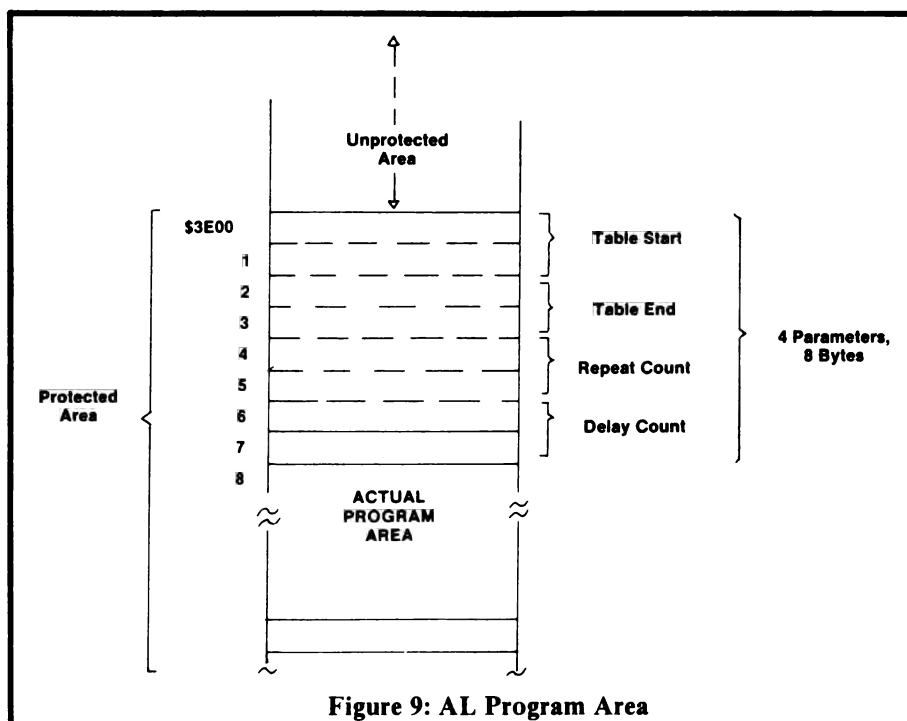 Unprotected
Area
$3E00
1
2
3
4
5
6
7
8
Table Start
Table End
Repeat Count
Delay Count
4 Parameters,
8 Bytes
Protected
Area
ACTUAL
PROGRAM
AREA
Figure 9: AL Program Area